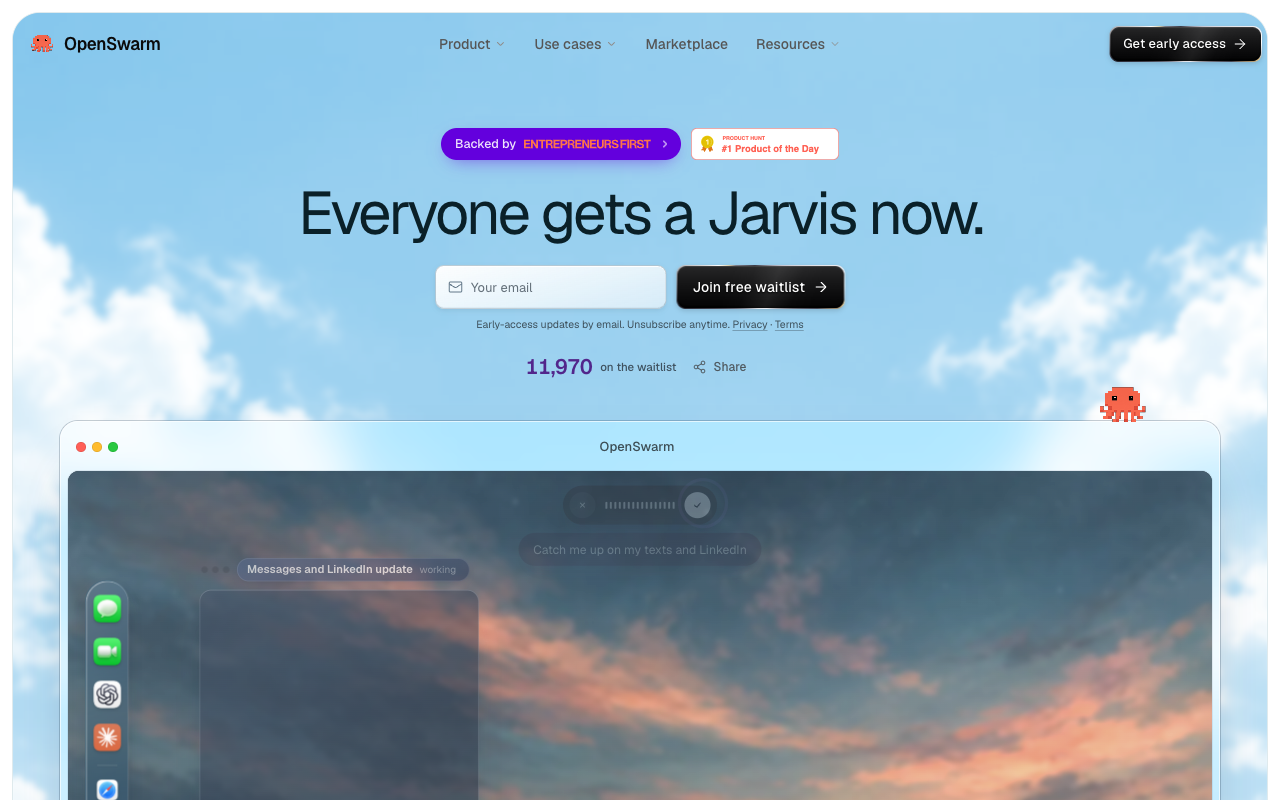 OpenSwarm
Product
Use cases
Marketplace
Resources
Get early access
Backed by ENTREPRENEURS FIRST
PRODUCT HUNT
#1 Product of the Day
Everyone gets a Jarvis now.
Your email
Join free waitlist
Early-access updates by email. Unsubscribe anytime. Privacy · Terms
11,970 on the waitlist
Share
OpenSwarm
Catch me up on my texts and LinkedIn
Messages and LinkedIn update working